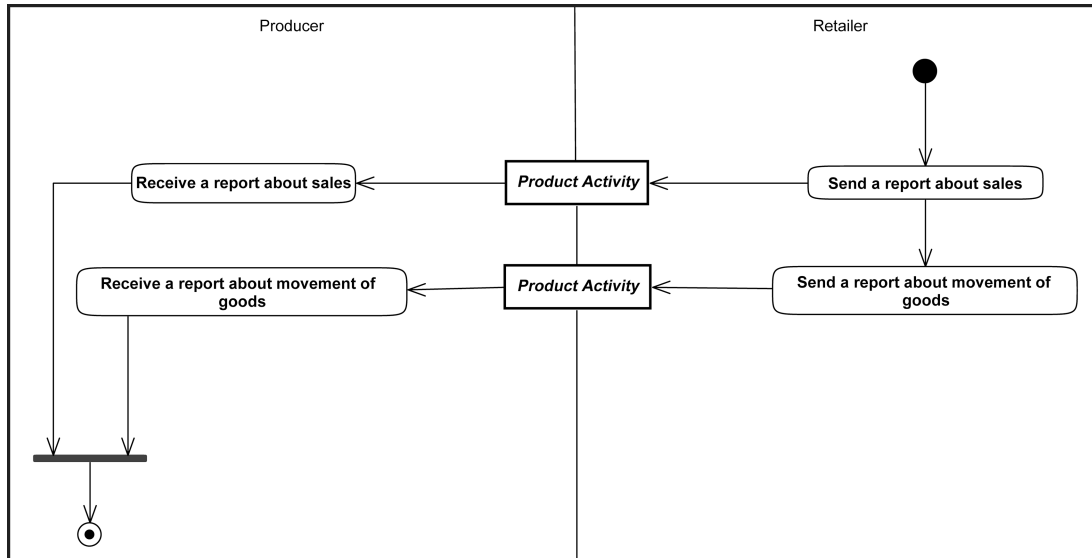 Producer
Retailer
Receive a report about sales
Product Activity
Send a report about sales
Receive a report about movement of
goods
Product Activity
Send a report about movement of
goods